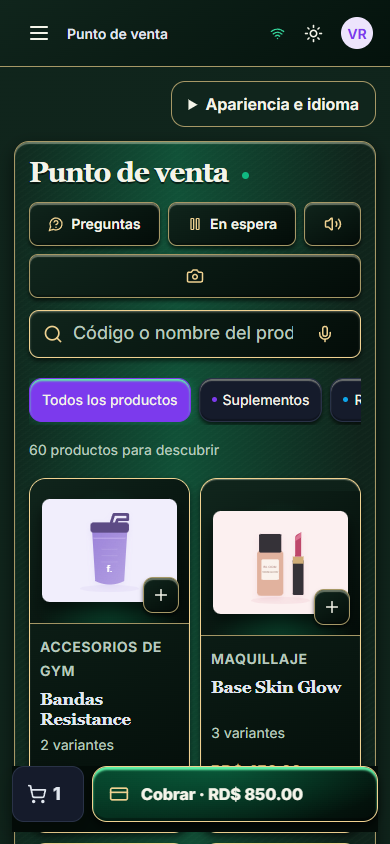 Punto de venta
VR
▶ Apariencia e idioma
Punto de venta
Preguntas
En espera
Código o nombre del prod
Todos los productos
Suplementos
60 productos para descubrir
f.
ACCESORIOS DE
GYM
Bandas
Resistance
2 variantes
MAQUILLAJE
Base Skin Glow
3 variantes
1
Cobrar · RD$ 850.00